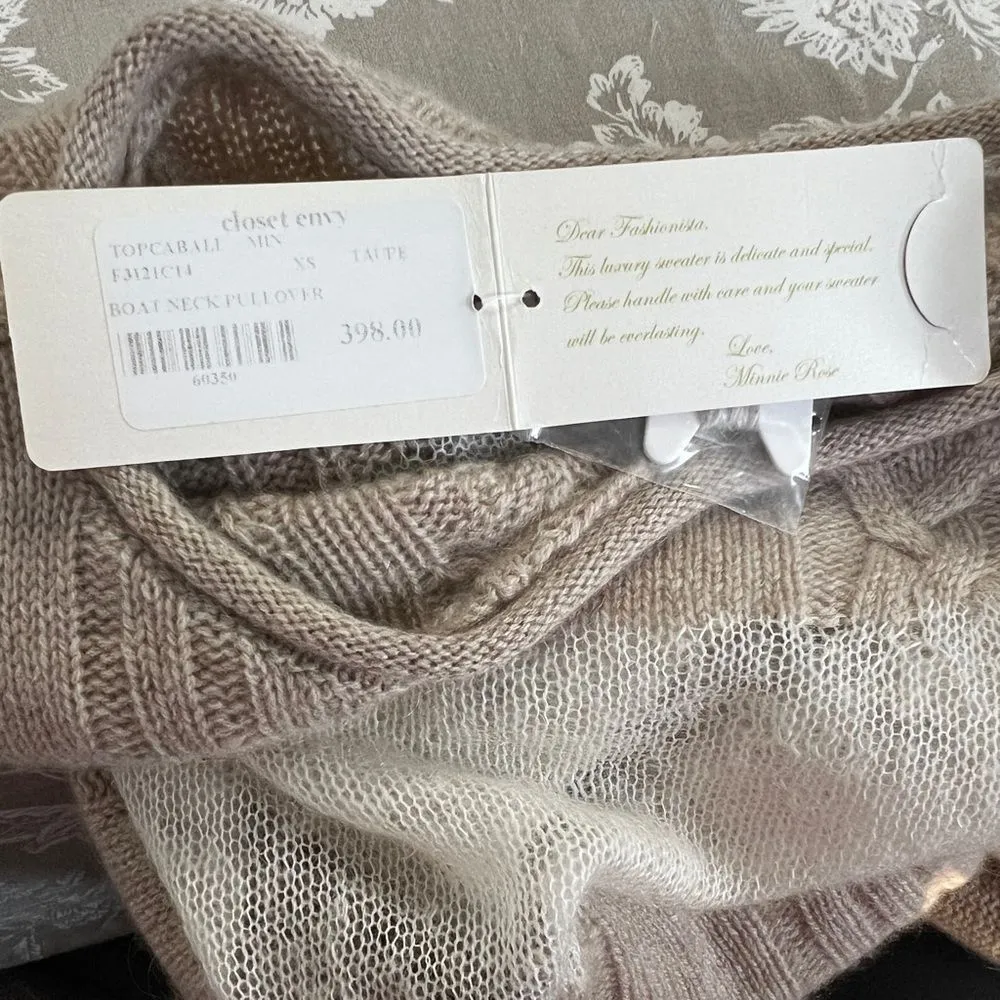 closet envy
TOPCABALL MIN
F3121C14 XS TAUPE
BOAT NECK PULLOVER
398.00
60350
Dear Fashionista,
This luxury sweater is delicate and special.
Please handle with care and your sweater
will be everlasting.
Love,
Minnie Rose